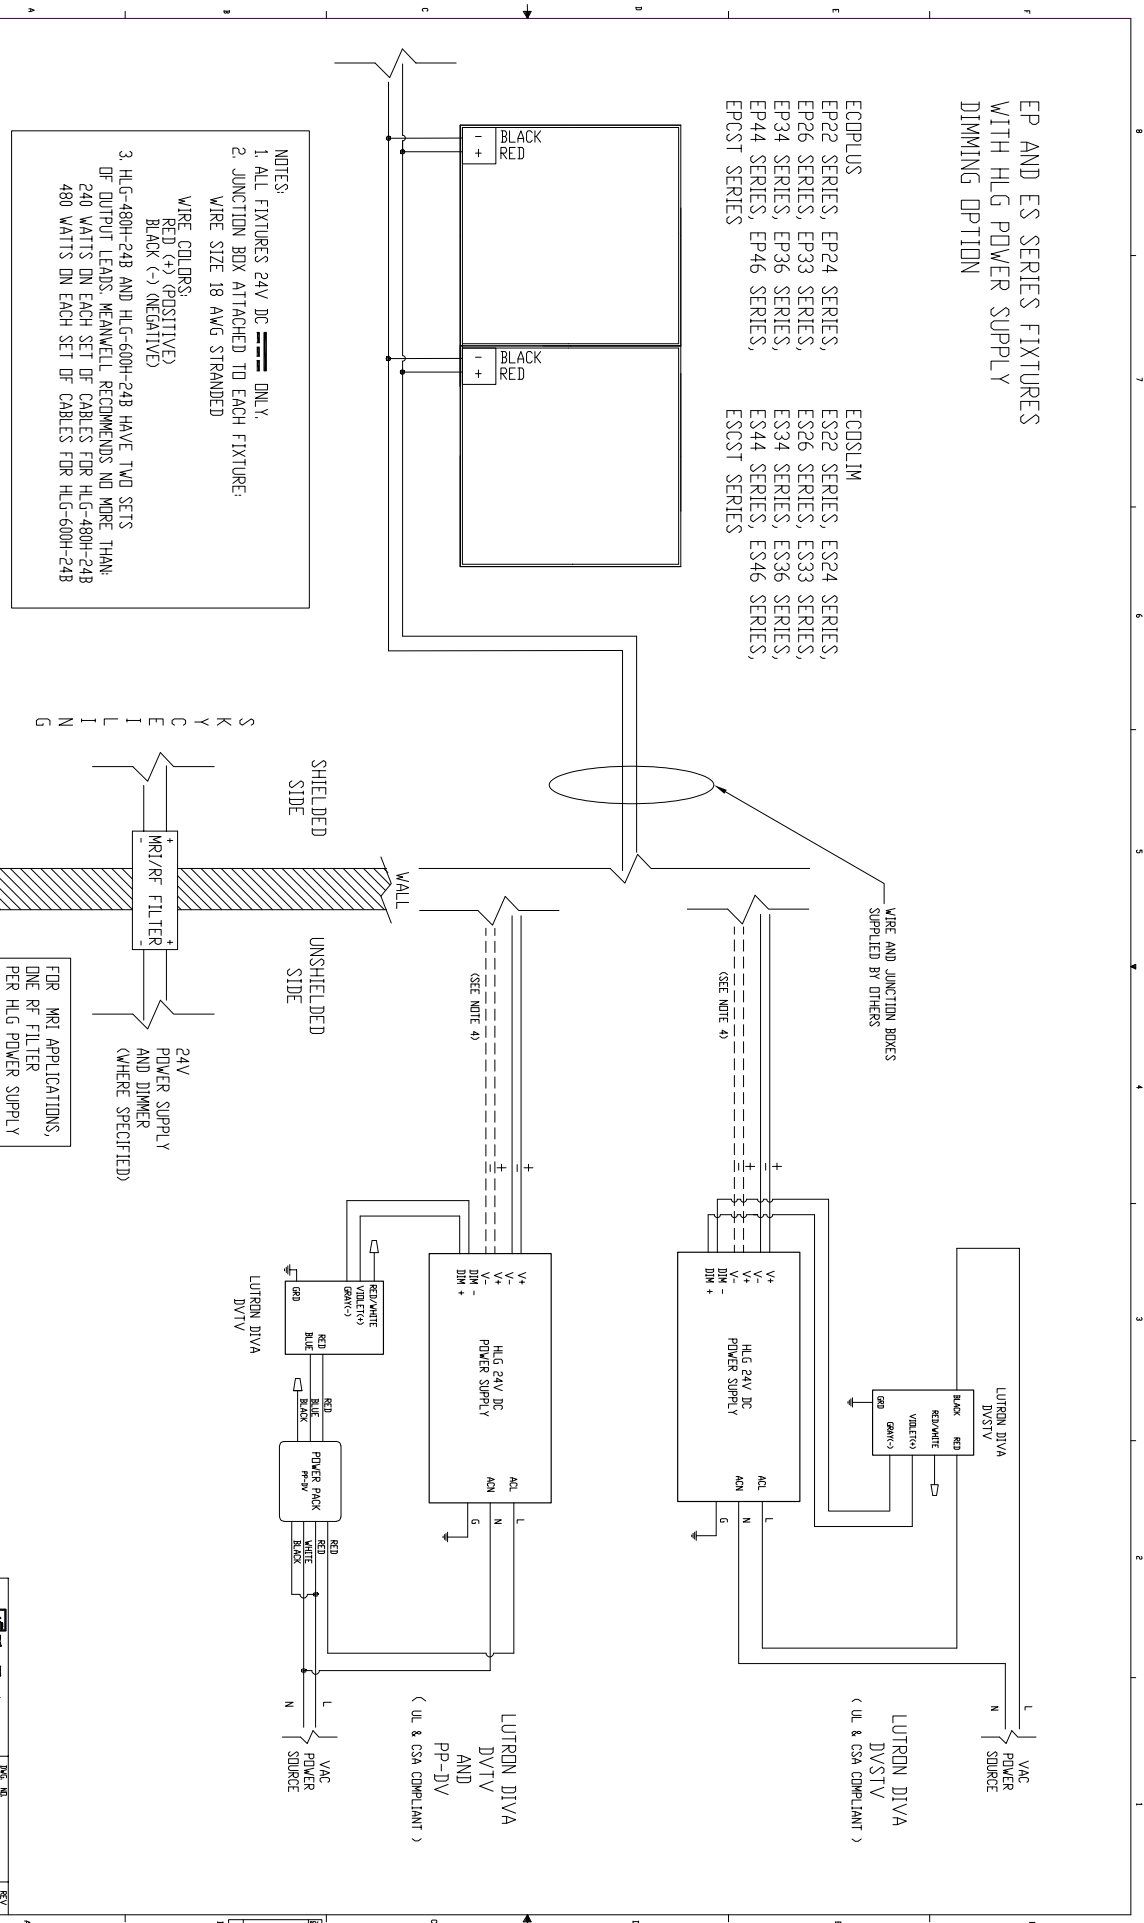 EP AND ES SERIES FIXTURES
WITH HLG POWER SUPPLY
DIMMING OPTION
ECOPLUS
EP22 SERIES, EP24 SERIES,
EP26 SERIES, EP33 SERIES,
EP34 SERIES, EP36 SERIES,
EP44 SERIES, EP46 SERIES,
EPCST SERIES
ECOSLIM
ES22 SERIES, ES24 SERIES,
ES26 SERIES, ES33 SERIES,
ES34 SERIES, ES36 SERIES,
ES44 SERIES, ES46 SERIES,
ESCST SERIES
- BLACK
+ RED
- BLACK
+ RED
NOTES:
1. ALL FIXTURES 24V DC ONLY.
2. JUNCTION BOX ATTACHED TO EACH FIXTURE:
WIRE SIZE 18 AWG STRANDED
WIRE COLORS:
RED (+) (POSITIVE)
BLACK (-) (NEGATIVE)
3. HLG-480H-24B AND HLG-600H-24B HAVE TWO SETS
OF OUTPUT LEADS. MEANWELL RECOMMENDS NO MORE THAN:
240 WATTS ON EACH SET OF CABLES FOR HLG-480H-24B
480 WATTS ON EACH SET OF CABLES FOR HLG-600H-24B
WIRE AND JUNCTION BOXES
SUPPLIED BY OTHERS
SKYCEILING
SHIELDED
SIDE
WALL
UNSHIELDED
SIDE
+ +
MRI/RF FILTER
- -
24V
POWER SUPPLY
AND DIMMER
(WHERE SPECIFIED)
FOR MRI APPLICATIONS,
ONE RF FILTER
PER HLG POWER SUPPLY
(SEE NOTE 4)
+
-
+
-
V+
V-
V+
V-
DIM -
DIM +
HLG 24V DC
POWER SUPPLY
ACL
ACN
L
N
G
LUTRON DIVA
DVSTV
BLACK RED
RED/WHITE
VIOLET(+)
GRAY(-)
GRD
L
N
VAC
POWER
SOURCE
LUTRON DIVA
DVSTV
( UL & CSA COMPLIANT )
(SEE NOTE 4)
+
-
+
-
V+
V-
V+
V-
DIM -
DIM +
HLG 24V DC
POWER SUPPLY
ACL
ACN
L
N
G
RED/WHITE
VIOLET(+)
GRAY(-)
GRD
RED
BLUE
LUTRON DIVA
DVTV
RED
BLUE
BLACK
POWER PACK
PP-DV
RED
RED
WHITE
BLACK
L
N
VAC
POWER
SOURCE
LUTRON DIVA
DVTV
AND
PP-DV
( UL & CSA COMPLIANT )
8
7
6
5
4
3
2
1
F
E
D
C
B
A
DWG. NO.
REV